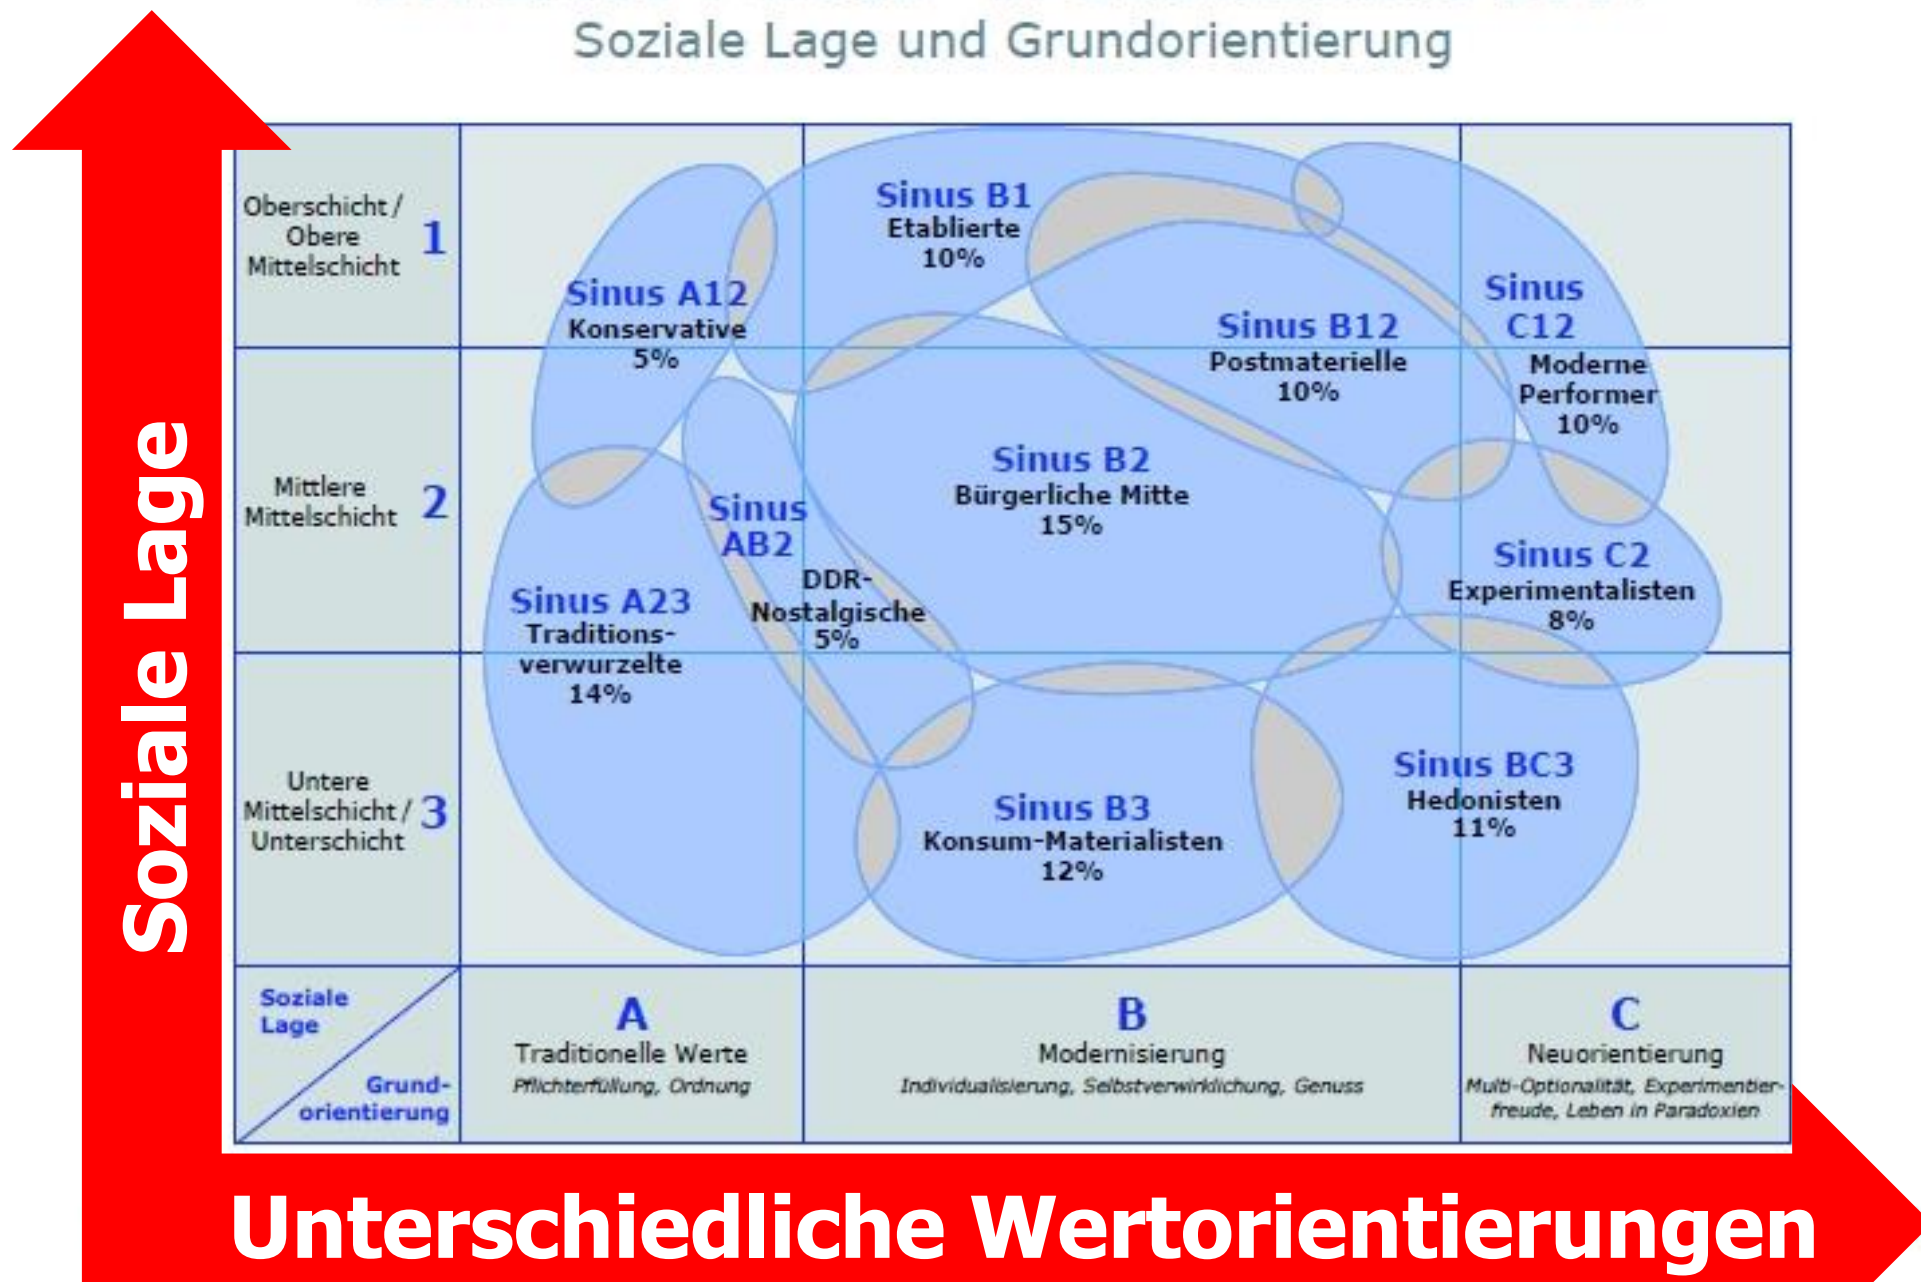 Soziale Lage und Grundorientierung
Oberschicht /
Obere
Mittelschicht
1
Mittlere
Mittelschicht
2
Untere
Mittelschicht /
Unterschicht
3
Sinus B1
Etablierte
10%
Sinus A12
Konservative
5%
Sinus B12
Postmaterielle
10%
Sinus
C12
Moderne
Performer
10%
Sinus B2
Bürgerliche Mitte
15%
Sinus
AB2
DDR-
Nostalgische
5%
Sinus A23
Traditions-
verwurzelte
14%
Sinus C2
Experimentalisten
8%
Sinus B3
Konsum-Materialisten
12%
Sinus BC3
Hedonisten
11%
Soziale
Lage
Grund-
orientierung
A
Traditionelle Werte
Pflichterfüllung, Ordnung
B
Modernisierung
Individualisierung, Selbstverwirklichung, Genuss
C
Neuorientierung
Multi-Optionalität, Experimentier-
freude, Leben in Paradoxien
Soziale Lage
Unterschiedliche Wertorientierungen